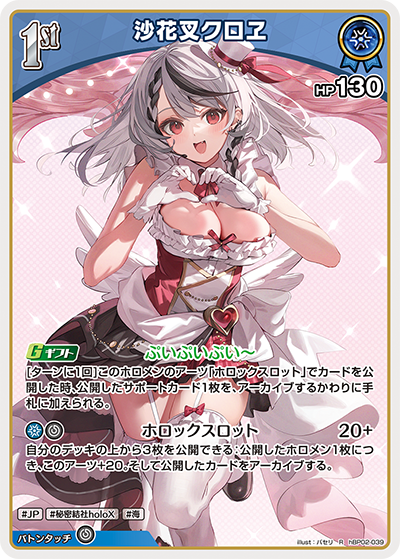 1st
沙花叉クロヱ
HP130
Gギフト ぷいぷいぷい～
[ターンに1回]このホロメンのアーツ「ホロックスロット」でカードを公
開した時、公開したサポートカード1枚を、アーカイブするかわりに手
札に加えられる。
ホロックスロット 20+
自分のデッキの上から3枚を公開できる：公開したホロメン1枚につ
き、このアーツ+20。そして公開したカードをアーカイブする。
#JP #秘密結社holoX #海
バトンタッチ
illust：パセリ R hBP02-039